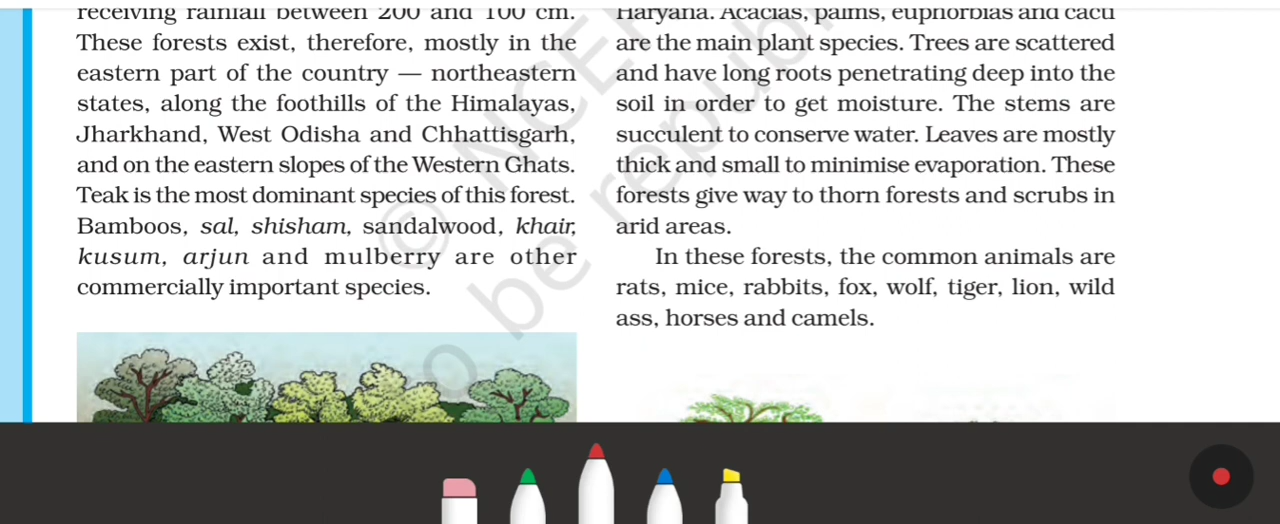 receiving rainfall between 200 and 100 cm.
These forests exist, therefore, mostly in the
eastern part of the country — northeastern
states, along the foothills of the Himalayas,
Jharkhand, West Odisha and Chhattisgarh,
and on the eastern slopes of the Western Ghats.
Teak is the most dominant species of this forest.
Bamboos, sal, shisham, sandalwood, khair,
kusum, arjun and mulberry are other
commercially important species.
Haryana. Acacias, palms, euphorbias and cacti
are the main plant species. Trees are scattered
and have long roots penetrating deep into the
soil in order to get moisture. The stems are
succulent to conserve water. Leaves are mostly
thick and small to minimise evaporation. These
forests give way to thorn forests and scrubs in
arid areas.
In these forests, the common animals are
rats, mice, rabbits, fox, wolf, tiger, lion, wild
ass, horses and camels.
© NCE
o be republ